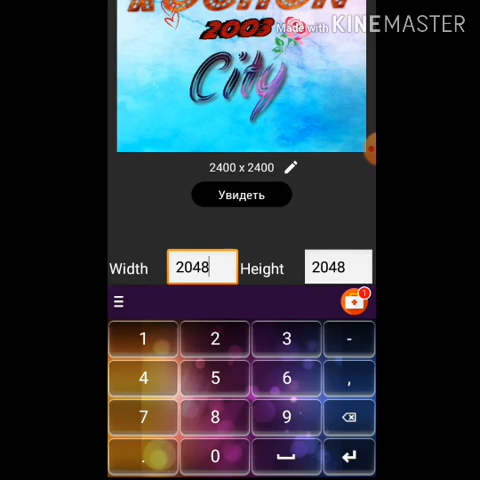 Made with KINEMASTER
2003
City
2400 x 2400
Увидеть
Width 2048 Height 2048
1
1 2 3 -
4 5 6 ,
7 8 9
. 0